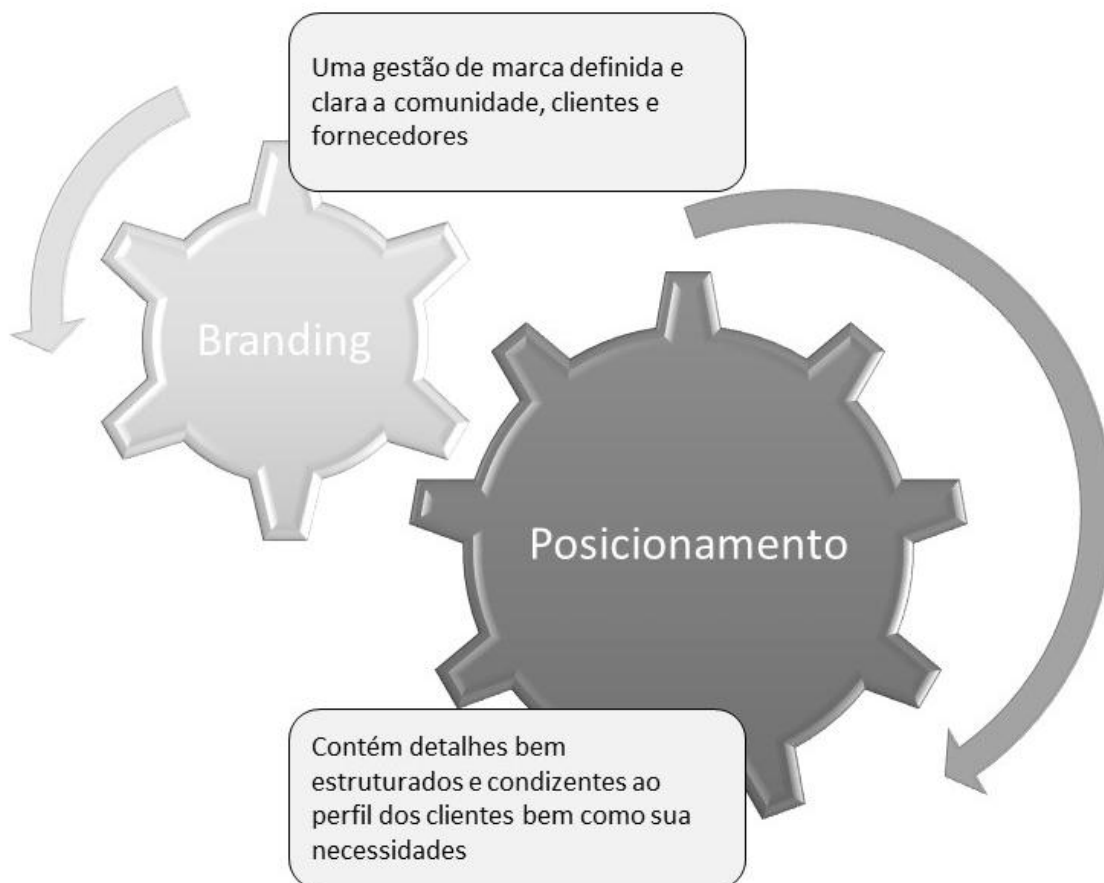 Uma gestão de marca definida e
clara a comunidade, clientes e
fornecedores
Branding
Posicionamento
Contém detalhes bem
estruturados e condizentes ao
perfil dos clientes bem como sua
necessidades